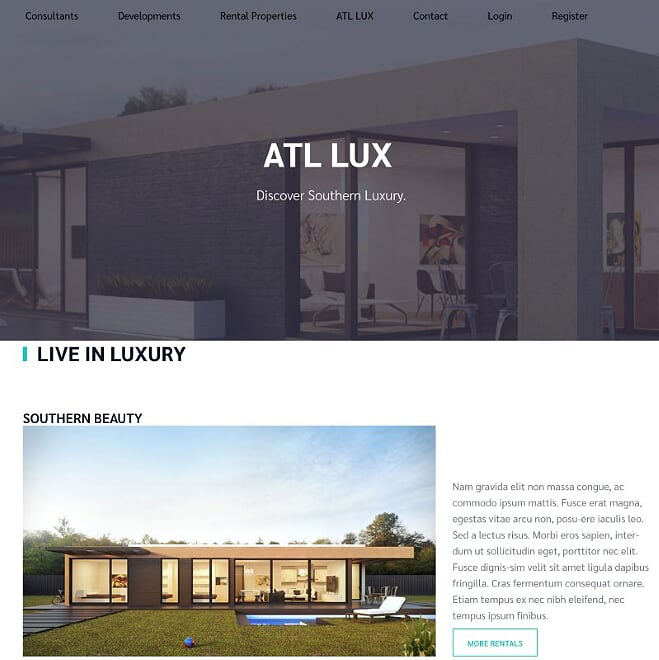 Consultants Developments Rental Properties ATL LUX Contact Login Register
ATL LUX
Discover Southern Luxury.
LIVE IN LUXURY
SOUTHERN BEAUTY
Nam gravida elit non massa congue, ac
commodo ipsum mattis. Fusce erat magna,
egestas vitae arcu non, posu-ere iaculis leo.
Sed a lectus risus. Morbi eros sapien, inter-
dum ut sollicitudin eget, porttitor nec elit.
Fusce dignis-sim velit sit amet ligula dapibus
fringilla. Cras fermentum consequat ornare.
Etiam tempus ex nec nibh eleifend, nec
tempus ipsum finibus.
MORE RENTALS